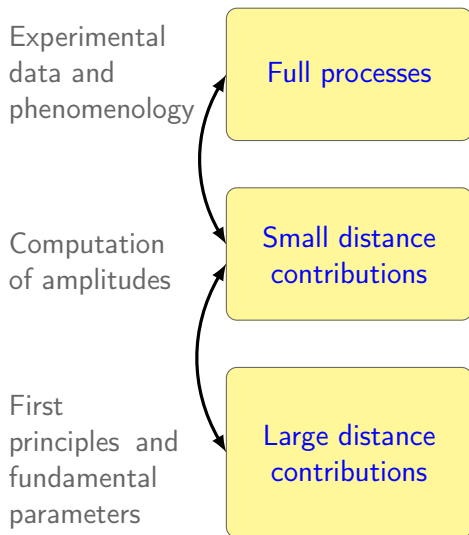 Experimental
data and
phenomenology
Full processes
Computation
of amplitudes
Small distance
contributions
First
principles and
fundamental
parameters
Large distance
contributions